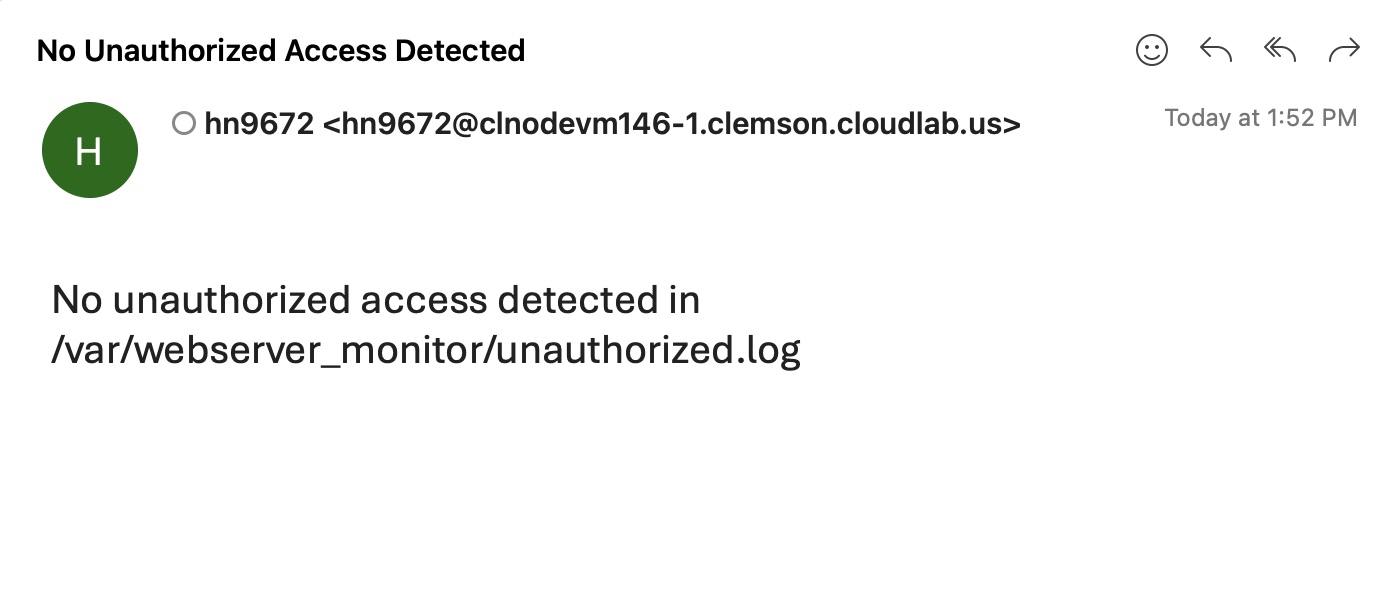 No Unauthorized Access Detected
H
hn9672 <hn9672@clnodevm146-1.clemson.cloudlab.us>
Today at 1:52 PM
No unauthorized access detected in
/var/webserver_monitor/unauthorized.log